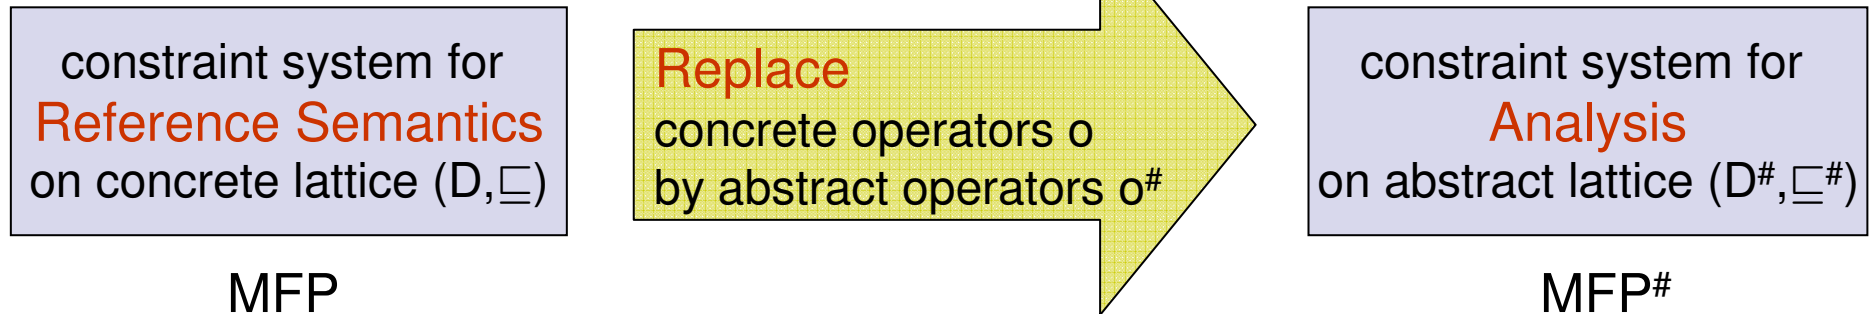 constraint system for
Reference Semantics
on concrete lattice (D,⊑)
MFP
Replace
concrete operators o
by abstract operators o#
constraint system for
Analysis
on abstract lattice (D#,⊑#)
MFP#